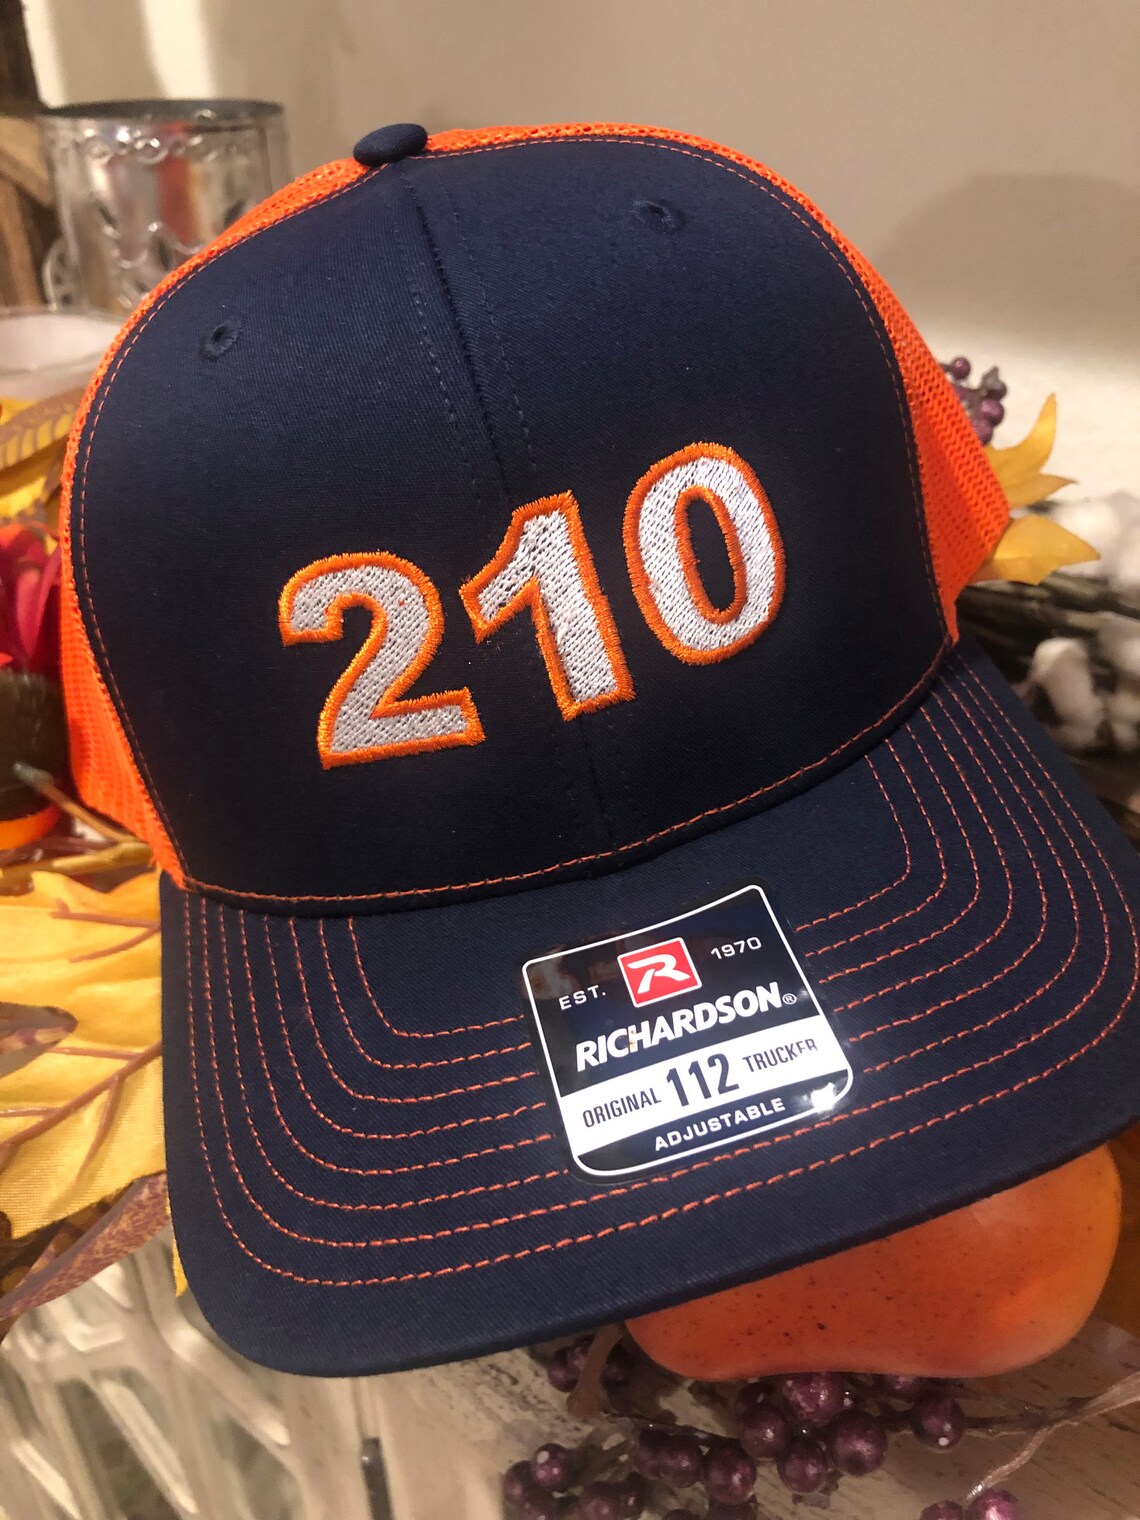 210
EST. R 1970
RICHARDSON®
ORIGINAL 112 TRUCKER
ADJUSTABLE